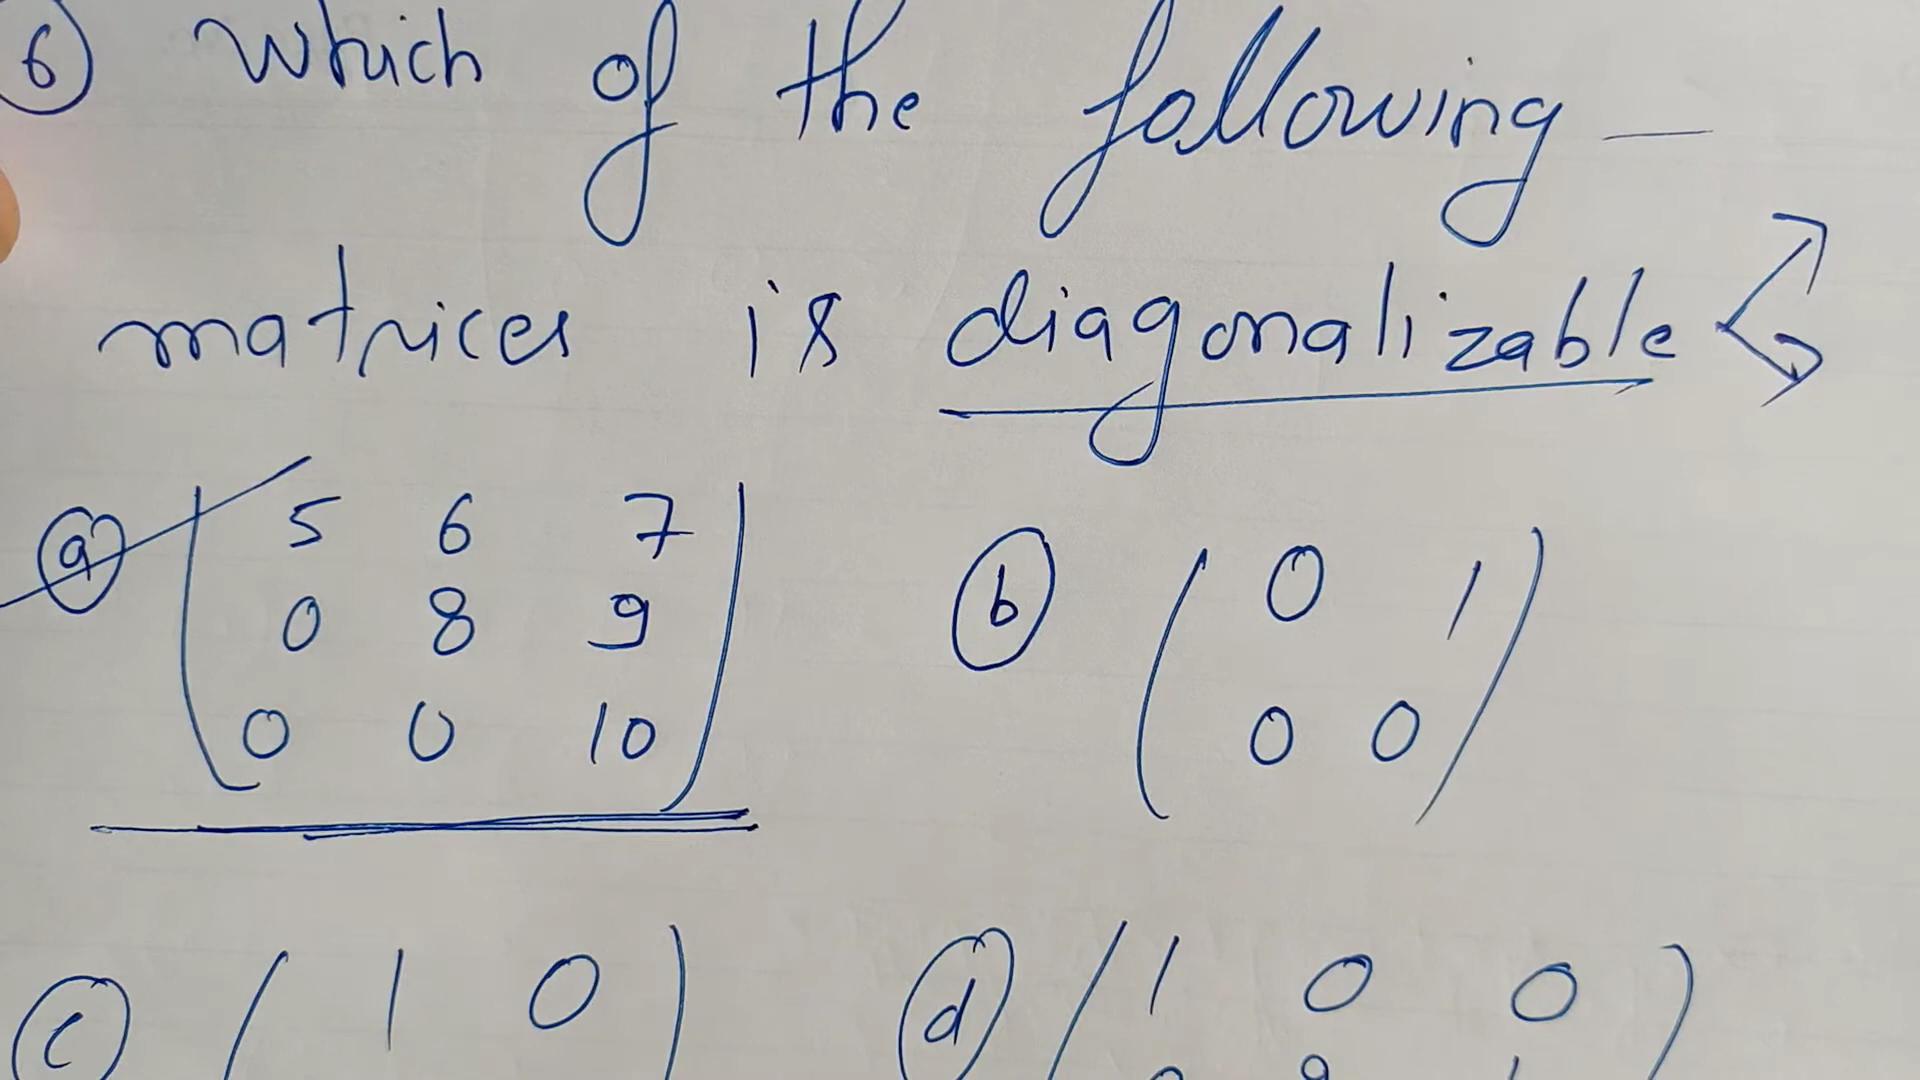 6 Which of the following -
matrices is diagonalizable
a 5 6 7
0 8 9
0 0 10
b 0 1
0 0
c 1 0
d 1 0 0